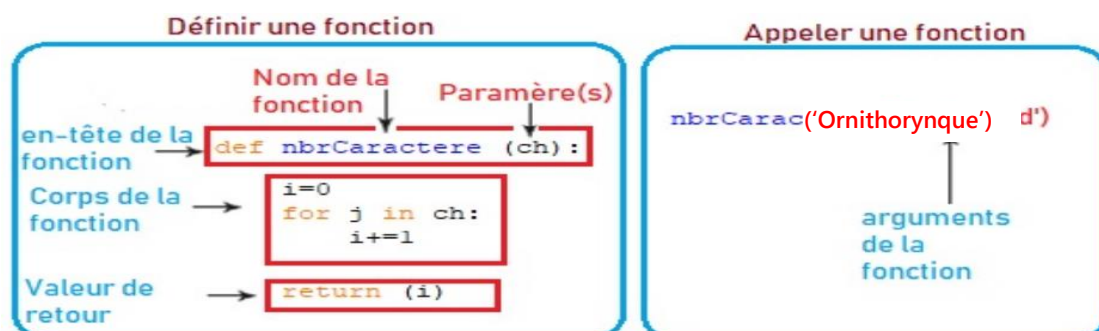 Définir une fonction
Nom de la
fonction
Paramère(s)
en-tête de la
fonction
def nbrCaractere (ch):
Corps de la
fonction
i=0
for j in ch:
i+=1
Valeur de
retour
return (i)
Appeler une fonction
nbrCarac(‘Ornithorynque’) d')
arguments
de la
fonction